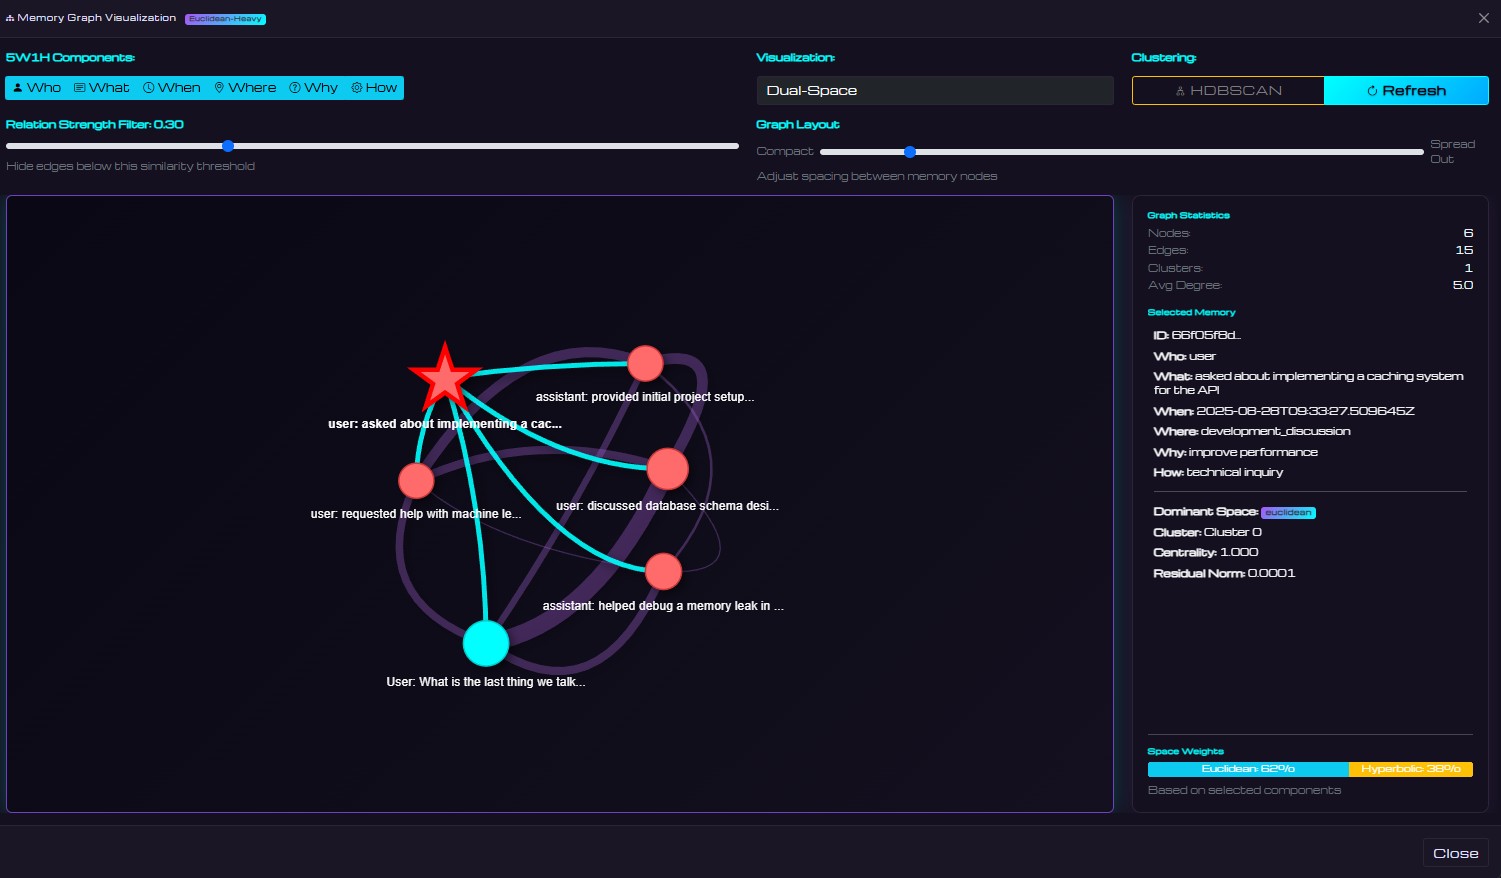 Memory Graph Visualization Euclidean-Heavy
5W1H Components:
Who What When Where Why How
Visualization:
Dual-Space
Clustering:
HDBSCAN Refresh
Relation Strength Filter: 0.30
Hide edges below this similarity threshold
Graph Layout
Compact
Spread
Out
Adjust spacing between memory nodes
assistant: provided initial project setup...
user: asked about implementing a cac...
user: discussed database schema desi...
user: requested help with machine le...
assistant: helped debug a memory leak in ...
User: What is the last thing we talk...
Graph Statistics
Nodes: 6
Edges: 15
Clusters: 1
Avg Degree: 5.0
Selected Memory
ID: 66f05f8d...
Who: user
What: asked about implementing a caching system
for the API
When: 2025-08-28T09:33:27.509645Z
Where: development_discussion
Why: improve performance
How: technical inquiry
Dominant Space: euclidean
Cluster: Cluster 0
Centrality: 1.000
Residual Norm: 0.0001
Space Weights
Euclidean: 62% Hyperbolic: 38%
Based on selected components
Close